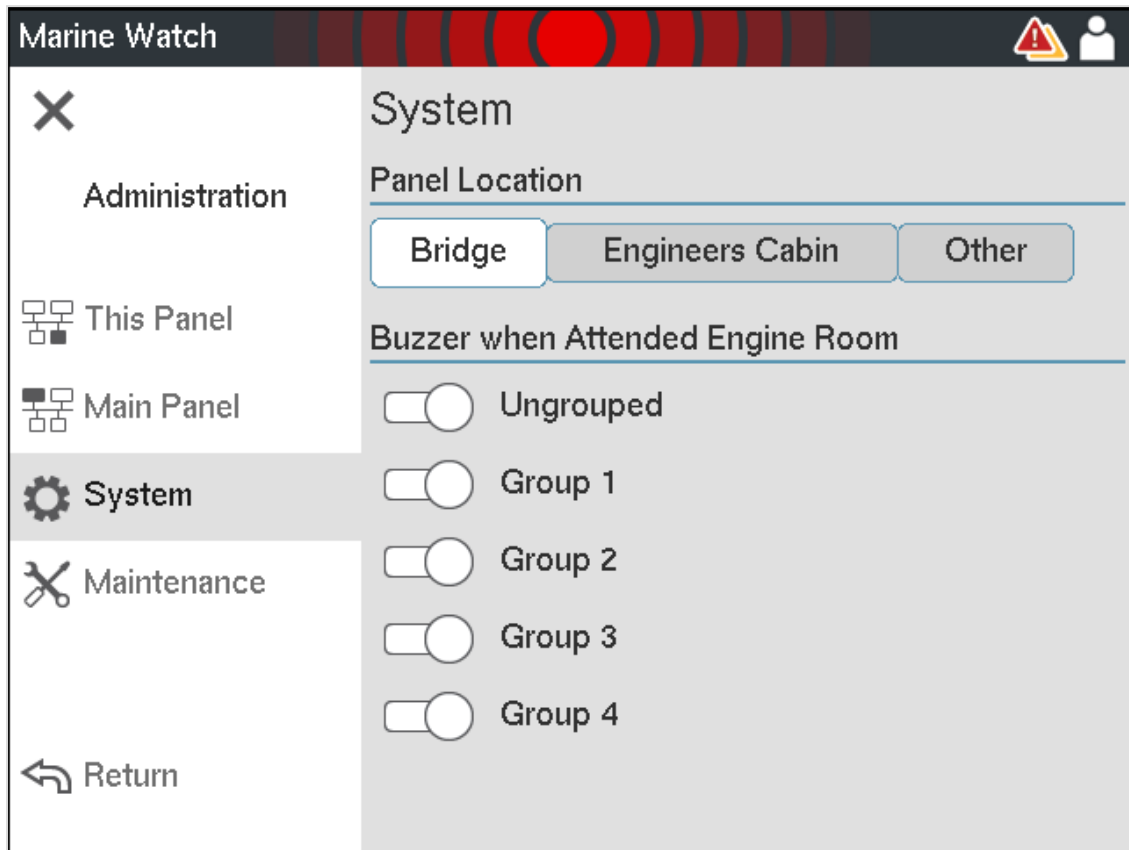 Marine Watch
Administration
This Panel
Main Panel
System
Maintenance
Return
System
Panel Location
Bridge Engineers Cabin Other
Buzzer when Attended Engine Room
Ungrouped
Group 1
Group 2
Group 3
Group 4